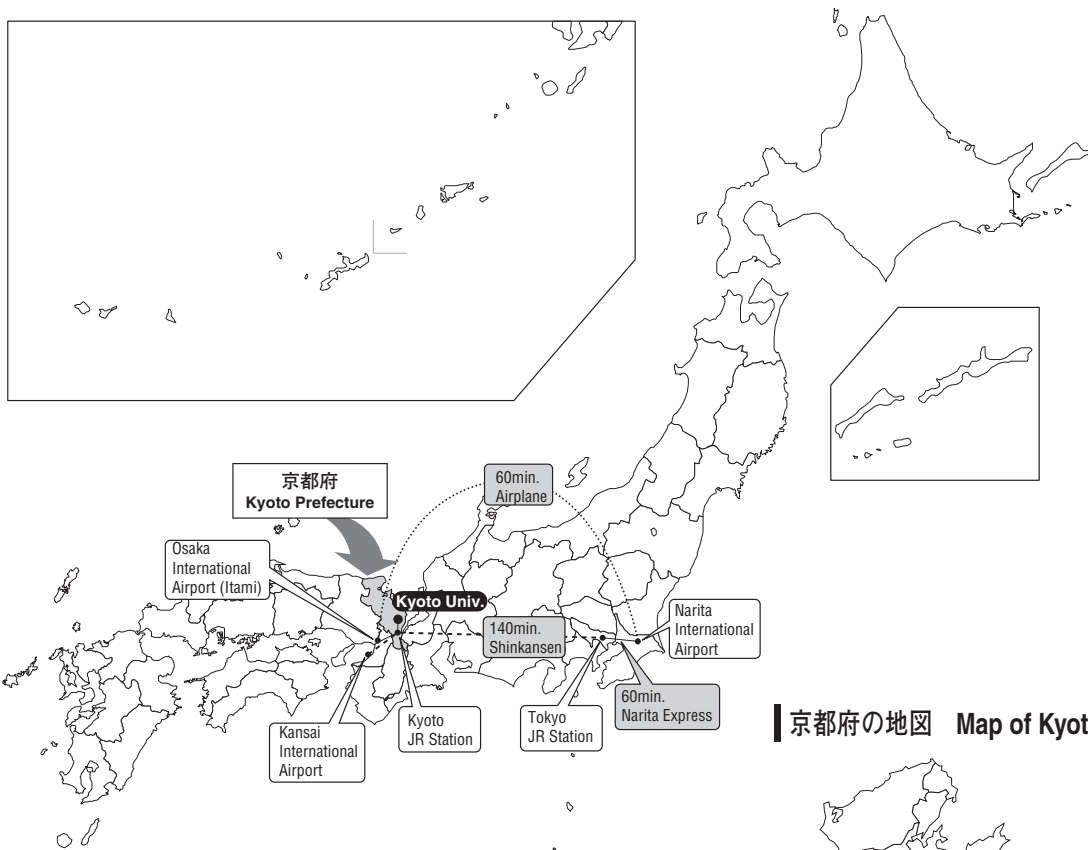 60min.
Airplane
京都府
Kyoto Prefecture
Osaka
International
Airport (Itami)
Kyoto Univ.
140min.
Shinkansen
Narita
International
Airport
60min.
Narita Express
Kansai
International
Airport
Kyoto
JR Station
Tokyo
JR Station
京都府の地図 Map of Kyot